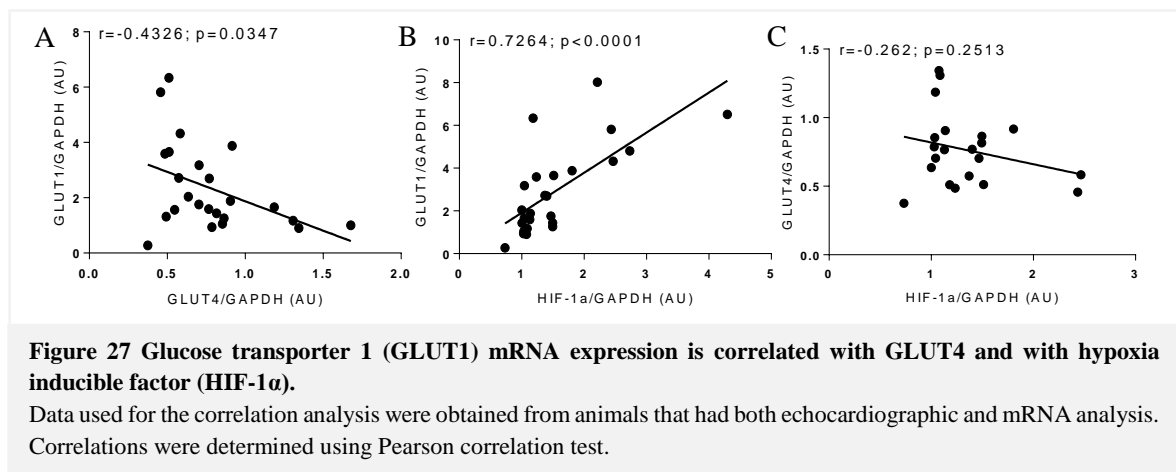 A
r=-0.4326; p=0.0347
8
6
4
2
0
GLUT1/GAPDH (AU)
0.0 0.5 1.0 1.5 2.0
GLUT4/GAPDH (AU)
B
r=0.7264; p<0.0001
10
8
6
4
2
0
GLUT1/GAPDH (AU)
0 1 2 3 4 5
HIF-1a/GAPDH (AU)
C
r=-0.262; p=0.2513
1.5
1.0
0.5
0.0
GLUT4/GAPDH (AU)
0 1 2 3
HIF-1a/GAPDH (AU)
Figure 27 Glucose transporter 1 (GLUT1) mRNA expression is correlated with GLUT4 and with hypoxia
inducible factor (HIF-1α).
Data used for the correlation analysis were obtained from animals that had both echocardiographic and mRNA analysis.
Correlations were determined using Pearson correlation test.